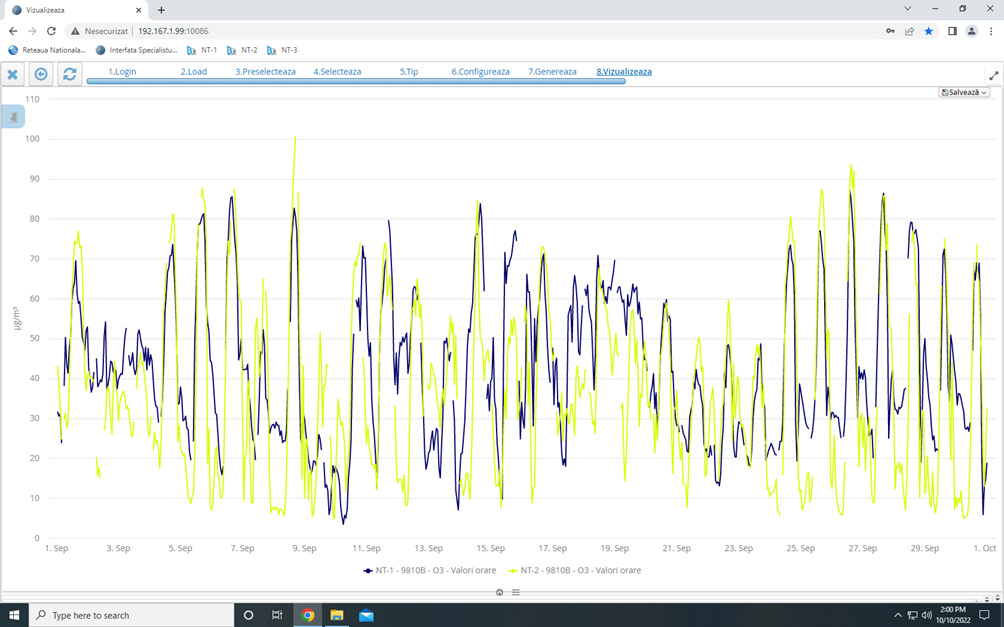 Vizualizeaza
Nesecurizat | 192.167.1.99:10086
Reteaua Nationala... Interfata Specialistu... NT-1 NT-2 NT-3
1.Login 2.Load 3.Preselecteaza 4.Selecteaza 5.Tip 6.Configureaza 7.Genereaza 8.Vizualizeaza
Salvează
110
100
90
80
70
60
50
40
30
20
10
0
µg/m³
1. Sep 3. Sep 5. Sep 7. Sep 9. Sep 11. Sep 13. Sep 15. Sep 17. Sep 19. Sep 21. Sep 23. Sep 25. Sep 27. Sep 29. Sep 1. Oct
NT-1 - 9810B - O3 - Valori orare NT-2 - 9810B - O3 - Valori orare
Type here to search
2:00 PM
10/10/2022